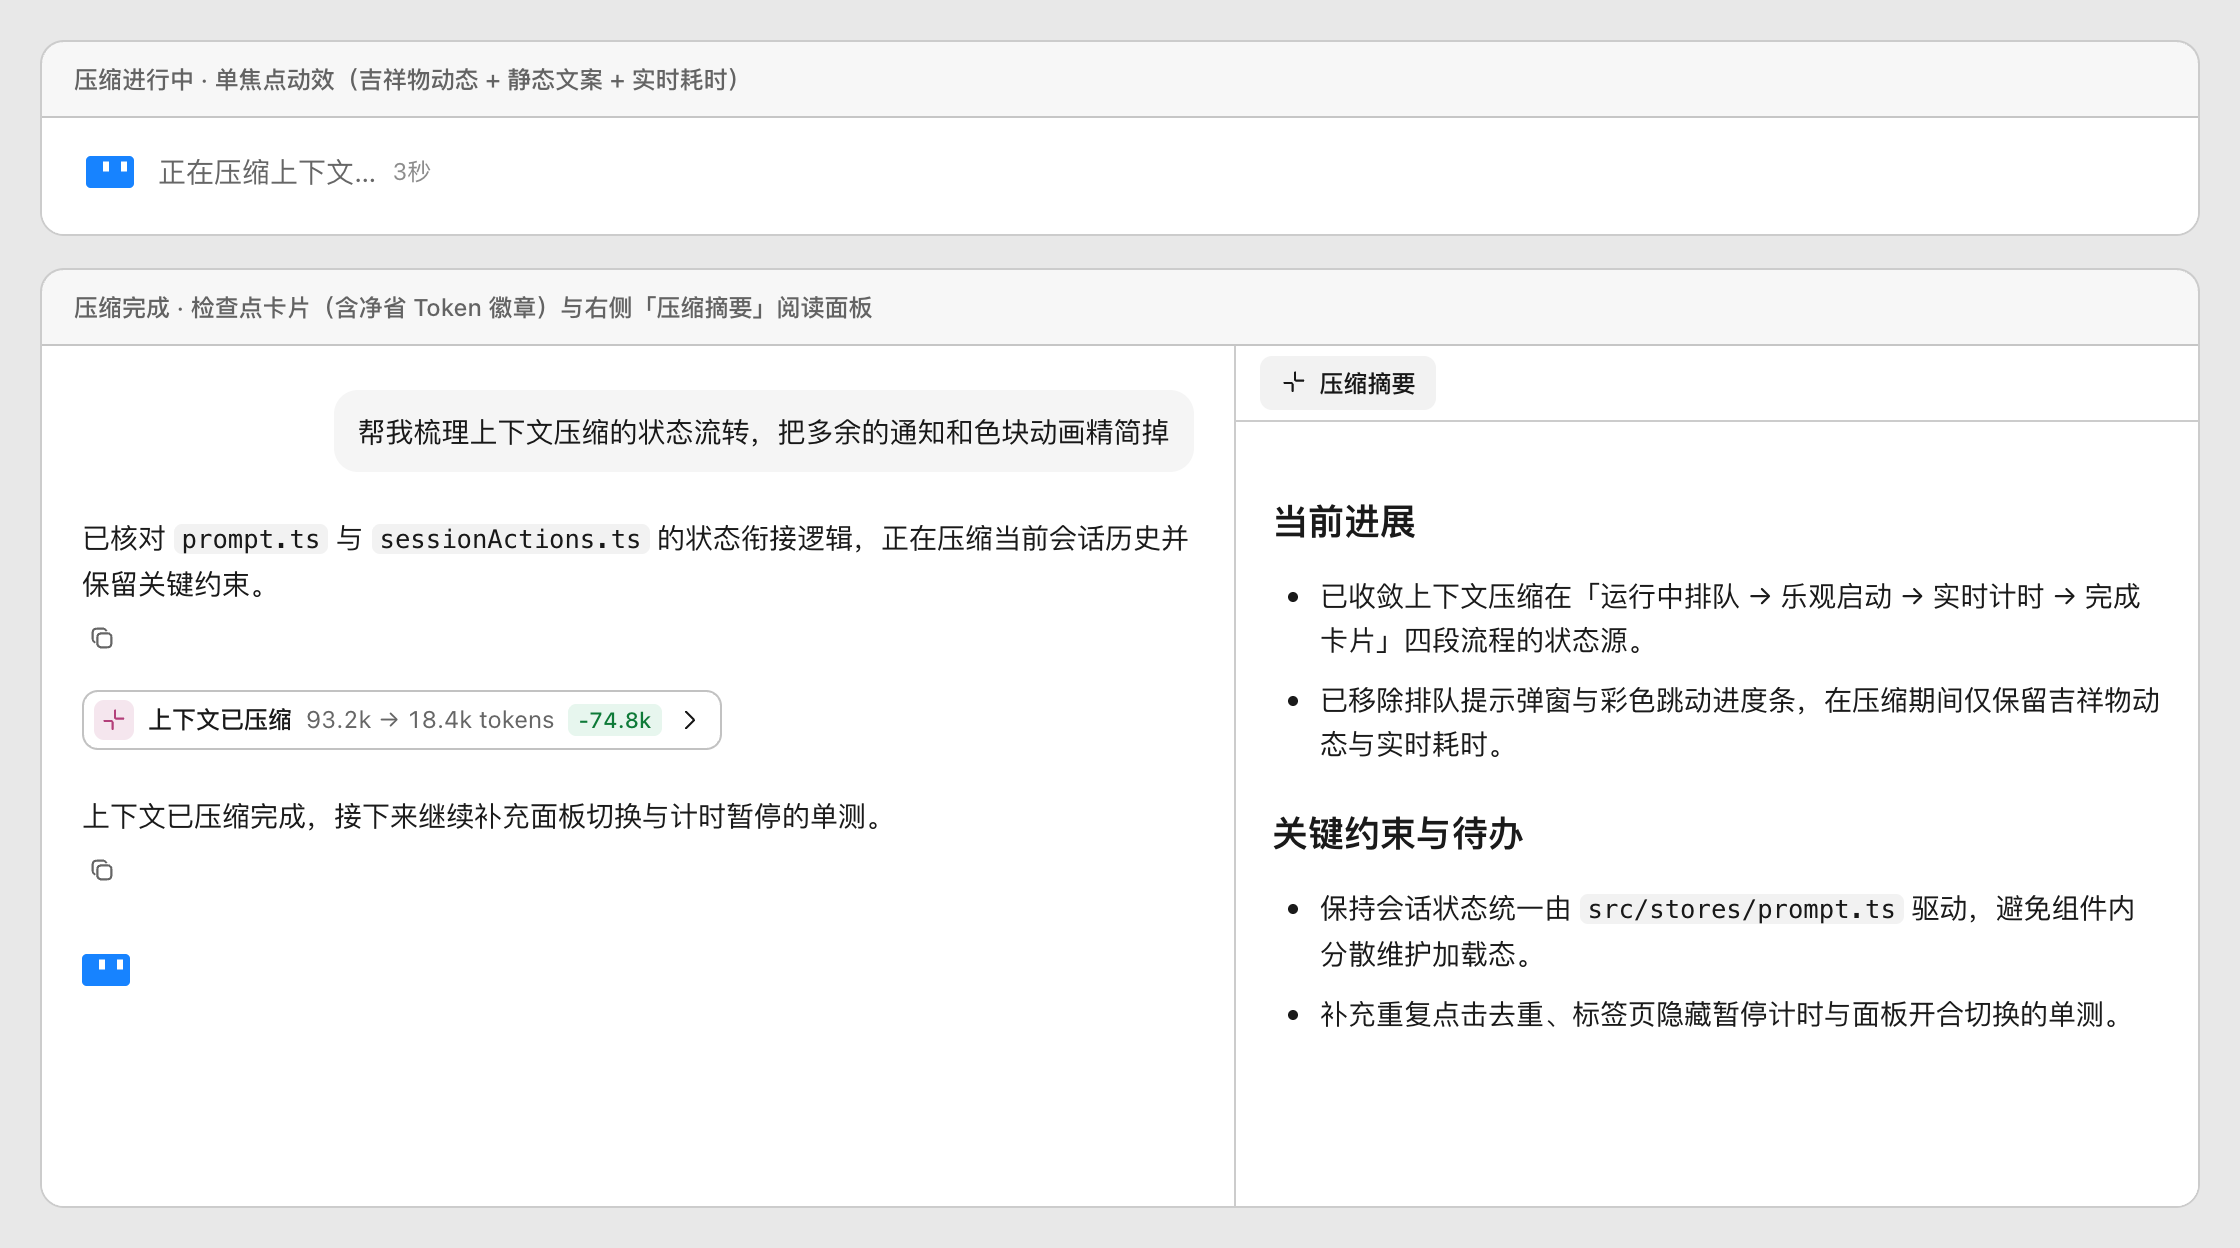 压缩进行中 · 单焦点动效（吉祥物动态 + 静态文案 + 实时耗时）
正在压缩上下文... 3秒
压缩完成 · 检查点卡片（含净省 Token 徽章）与右侧「压缩摘要」阅读面板
帮我梳理上下文压缩的状态流转，把多余的通知和色块动画精简掉
已核对 prompt.ts 与 sessionActions.ts 的状态衔接逻辑，正在压缩当前会话历史并
保留关键约束。
上下文已压缩 93.2k → 18.4k tokens -74.8k
上下文已压缩完成，接下来继续补充面板切换与计时暂停的单测。
压缩摘要
当前进展
已收敛上下文压缩在「运行中排队 → 乐观启动 → 实时计时 → 完成
卡片」四段流程的状态源。
已移除排队提示弹窗与彩色跳动进度条，在压缩期间仅保留吉祥物动
态与实时耗时。
关键约束与待办
保持会话状态统一由 src/stores/prompt.ts 驱动，避免组件内
分散维护加载态。
补充重复点击去重、标签页隐藏暂停计时与面板开合切换的单测。